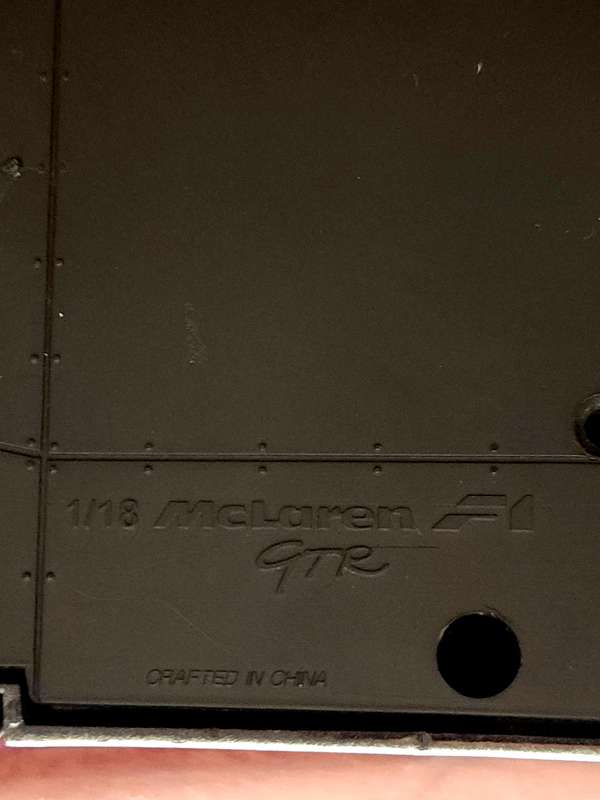 1/18 McLaren F1
GTR
CRAFTED IN CHINA